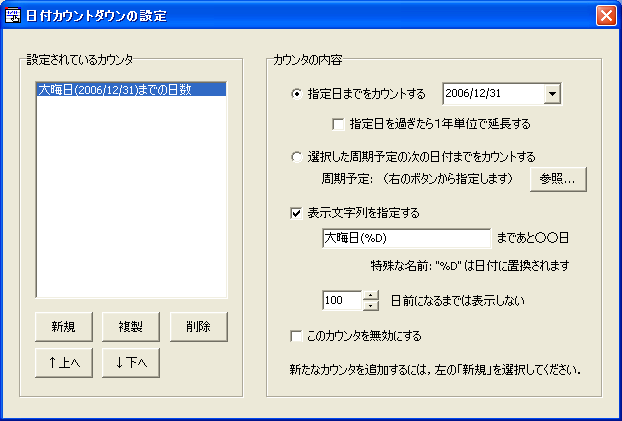 日付カウントダウンの設定
設定されているカウンタ
大晦日(2006/12/31)までの日数
新規
複製
削除
↑上へ
↓下へ
カウンタの内容
指定日までをカウントする
2006/12/31
指定日を過ぎたら1年単位で延長する
選択した周期予定の次の日付までをカウントする
周期予定: （右のボタンから指定します）
参照...
表示文字列を指定する
大晦日(%D)
まであと〇〇日
特殊な名前: "%D" は日付に置換されます
100
日前になるまでは表示しない
このカウンタを無効にする
新たなカウンタを追加するには, 左の「新規」を選択してください.